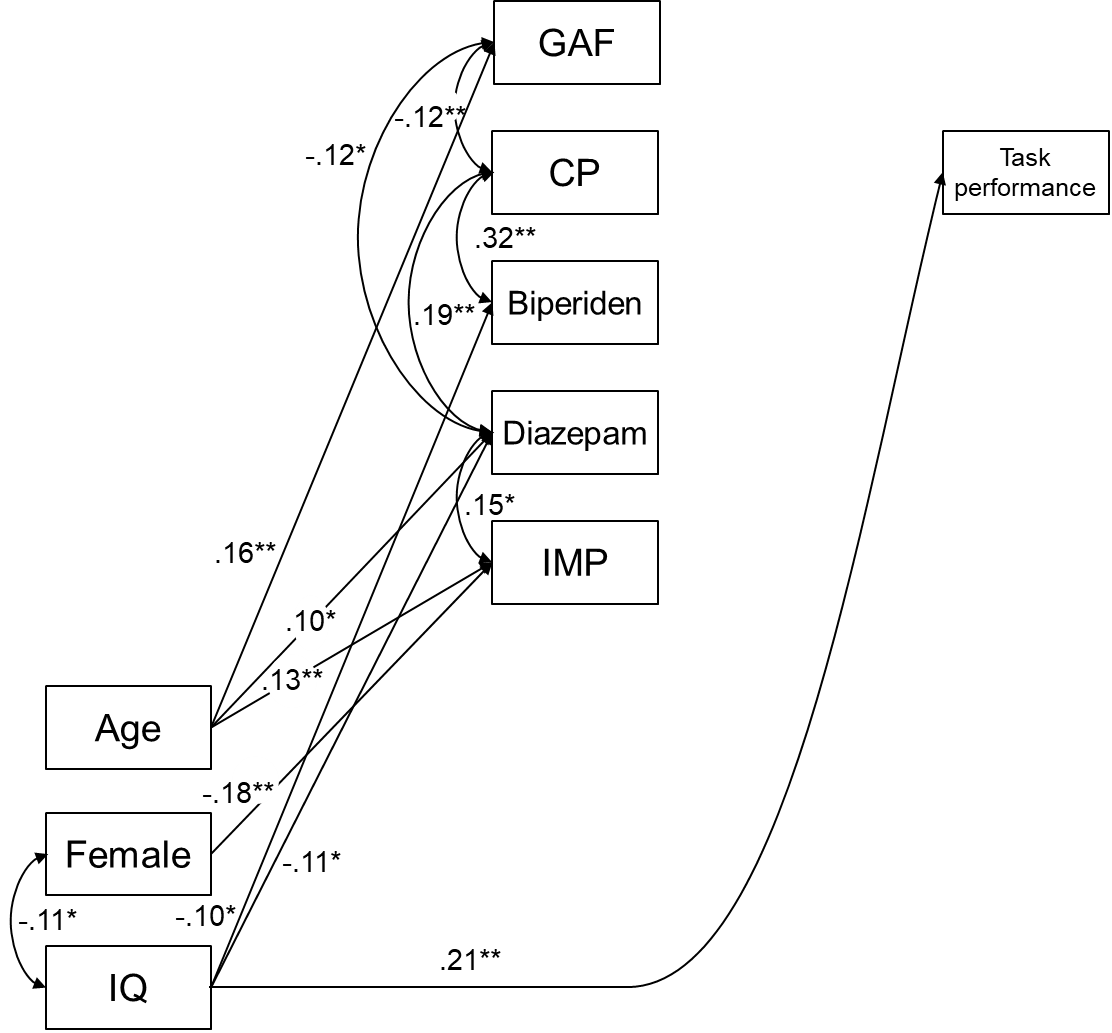 GAF
-.12**
Task
performance
-.12*
CP
.32**
Biperiden
.19**
Diazepam
.15*
IMP
.16**
.10*
.13**
Age
-.18**
Female
-.11*
-.10*
-.11*
.21**
IQ